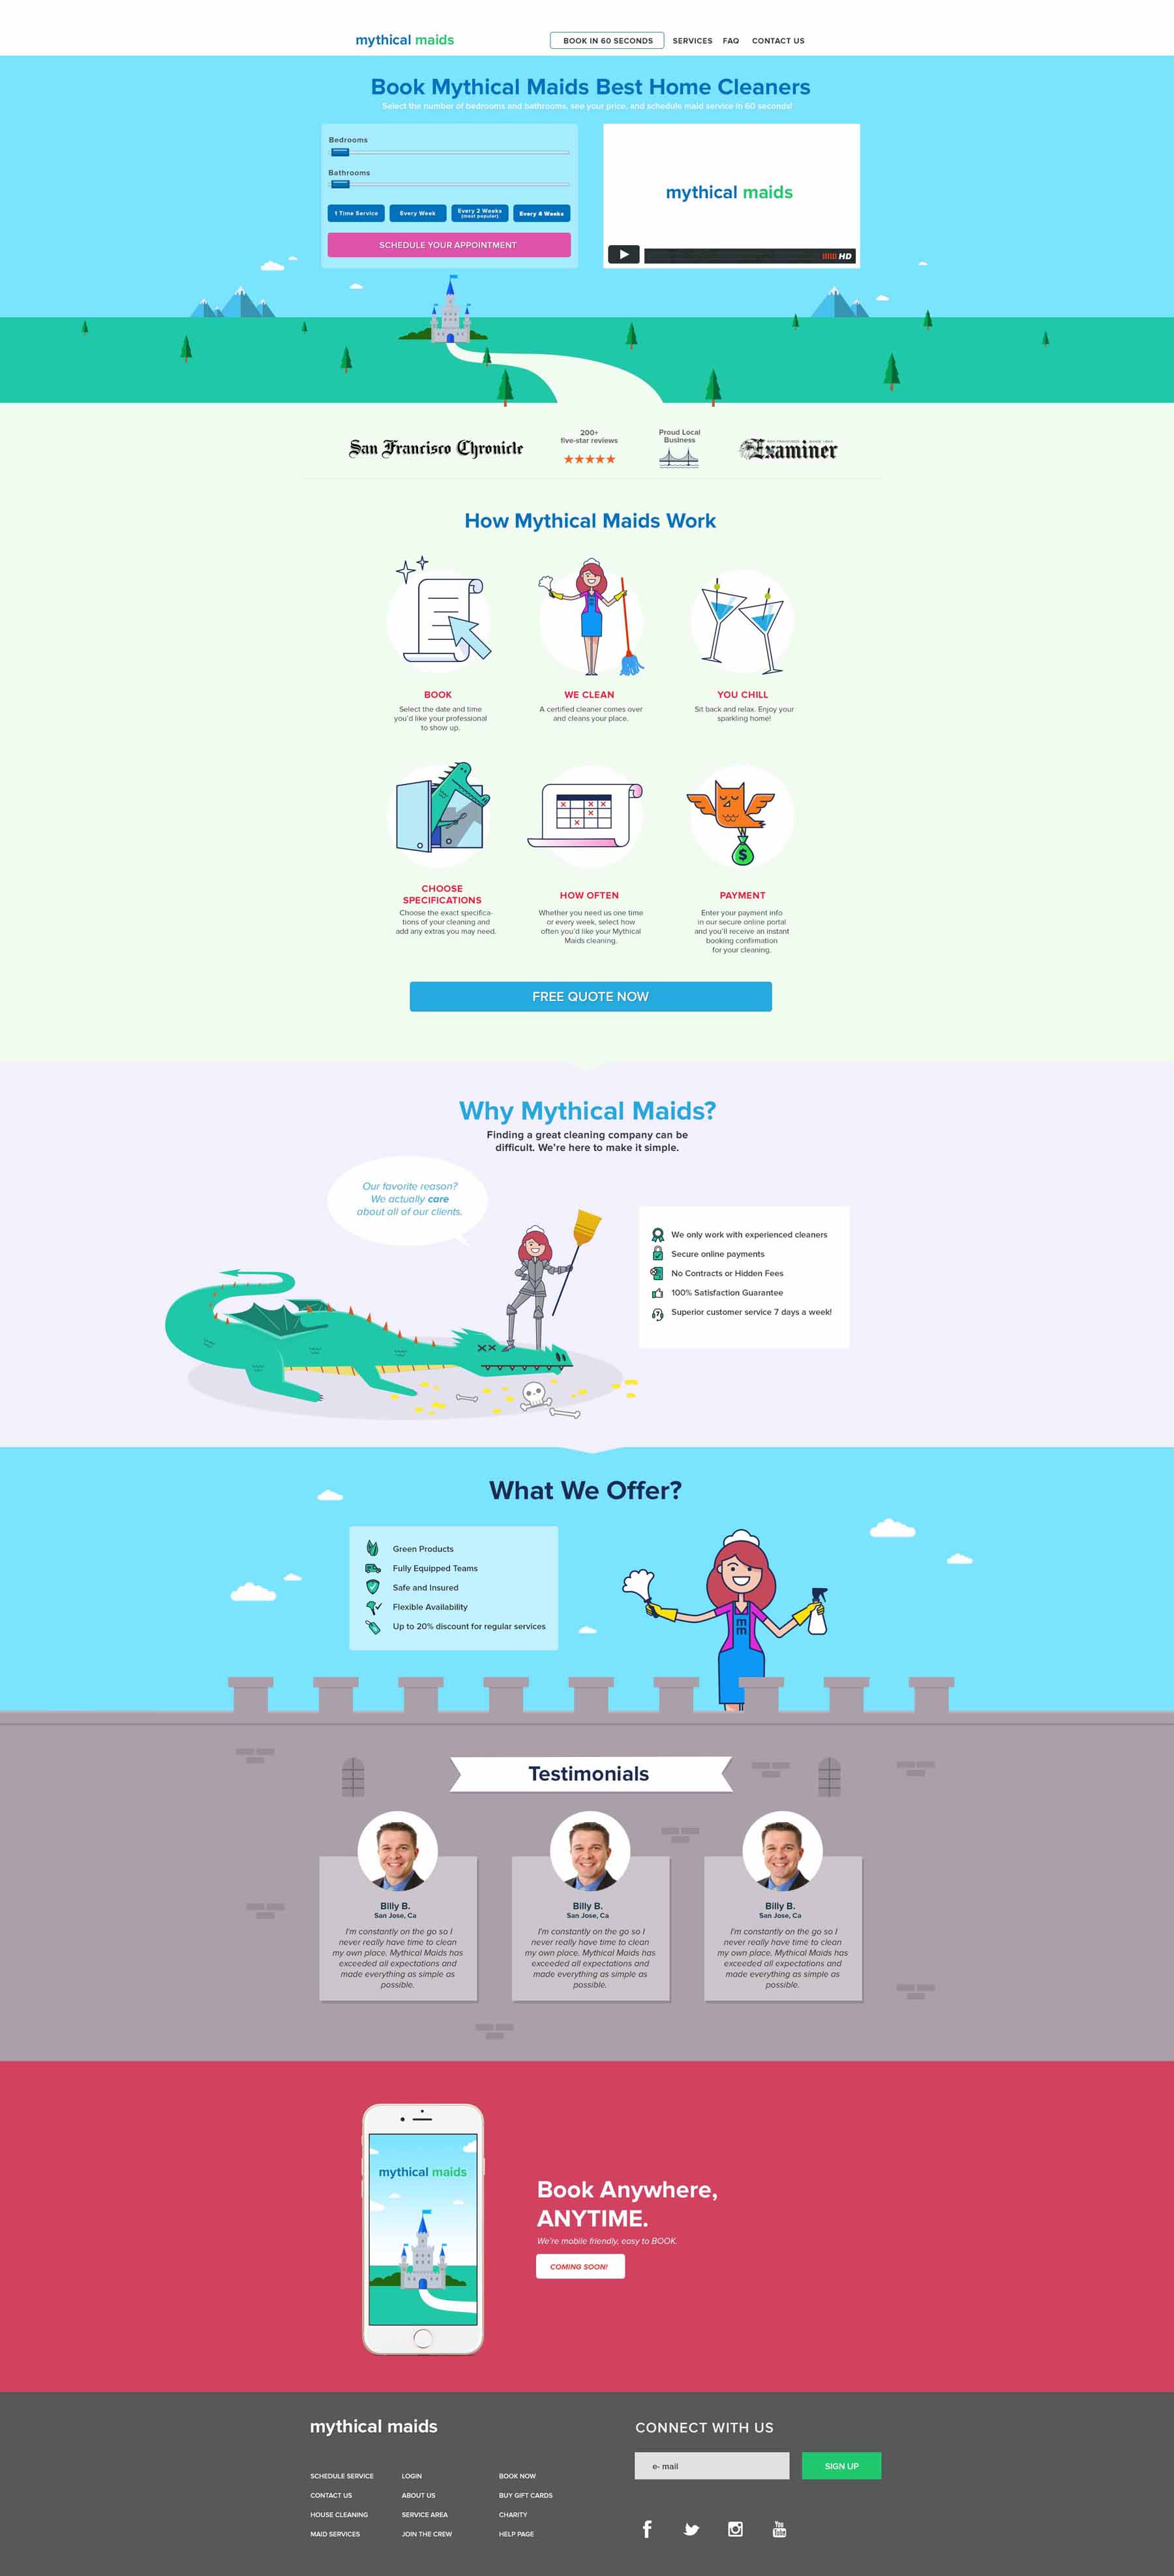 mythical maids
BOOK IN 60 SECONDS
SERVICES
FAQ
CONTACT US
Book Mythical Maids Best Home Cleaners
Select the number of bedrooms and bathrooms, see your price, and schedule maid service in 60 seconds!
Bedrooms
Bathrooms
1 Time Service
Every Week
Every 2 Weeks
(most popular)
Every 4 Weeks
SCHEDULE YOUR APPOINTMENT
mythical maids
HD
San Francisco Chronicle
200+
five-star reviews
Proud Local
Business
SAN FRANCISCO
SINCE 1865
Examiner
How Mythical Maids Work
BOOK
Select the date and time
you'd like your professional
to show up.
WE CLEAN
A certified cleaner comes over
and cleans your place.
YOU CHILL
Sit back and relax. Enjoy your
sparkling home!
CHOOSE
SPECIFICATIONS
Choose the exact specifica-
tions of your cleaning and
add any extras you may need.
HOW OFTEN
Whether you need us one time
or every week, select how
often you'd like your Mythical
Maids cleaning.
$
PAYMENT
Enter your payment info
in our secure online portal
and you'll receive an instant
booking confirmation
for your cleaning.
FREE QUOTE NOW
Why Mythical Maids?
Finding a great cleaning company can be
difficult. We're here to make it simple.
Our favorite reason?
We actually care
about all of our clients.
We only work with experienced cleaners
Secure online payments
No Contracts or Hidden Fees
100% Satisfaction Guarantee
Superior customer service 7 days a week!
What We Offer?
Green Products
Fully Equipped Teams
Safe and Insured
Flexible Availability
Up to 20% discount for regular services
m
m
Testimonials
Billy B.
San Jose, Ca
I'm constantly on the go so I
never really have time to clean
my own place. Mythical Maids has
exceeded all expectations and
made everything as simple as
possible.
Billy B.
San Jose, Ca
I'm constantly on the go so I
never really have time to clean
my own place. Mythical Maids has
exceeded all expectations and
made everything as simple as
possible.
Billy B.
San Jose, Ca
I'm constantly on the go so I
never really have time to clean
my own place. Mythical Maids has
exceeded all expectations and
made everything as simple as
possible.
mythical maids
Book Anywhere,
ANYTIME.
We're mobile friendly, easy to BOOK.
COMING SOON!
mythical maids
SCHEDULE SERVICE
CONTACT US
HOUSE CLEANING
MAID SERVICES
LOGIN
ABOUT US
SERVICE AREA
JOIN THE CREW
BOOK NOW
BUY GIFT CARDS
CHARITY
HELP PAGE
CONNECT WITH US
e- mail
SIGN UP
f
You
Tube